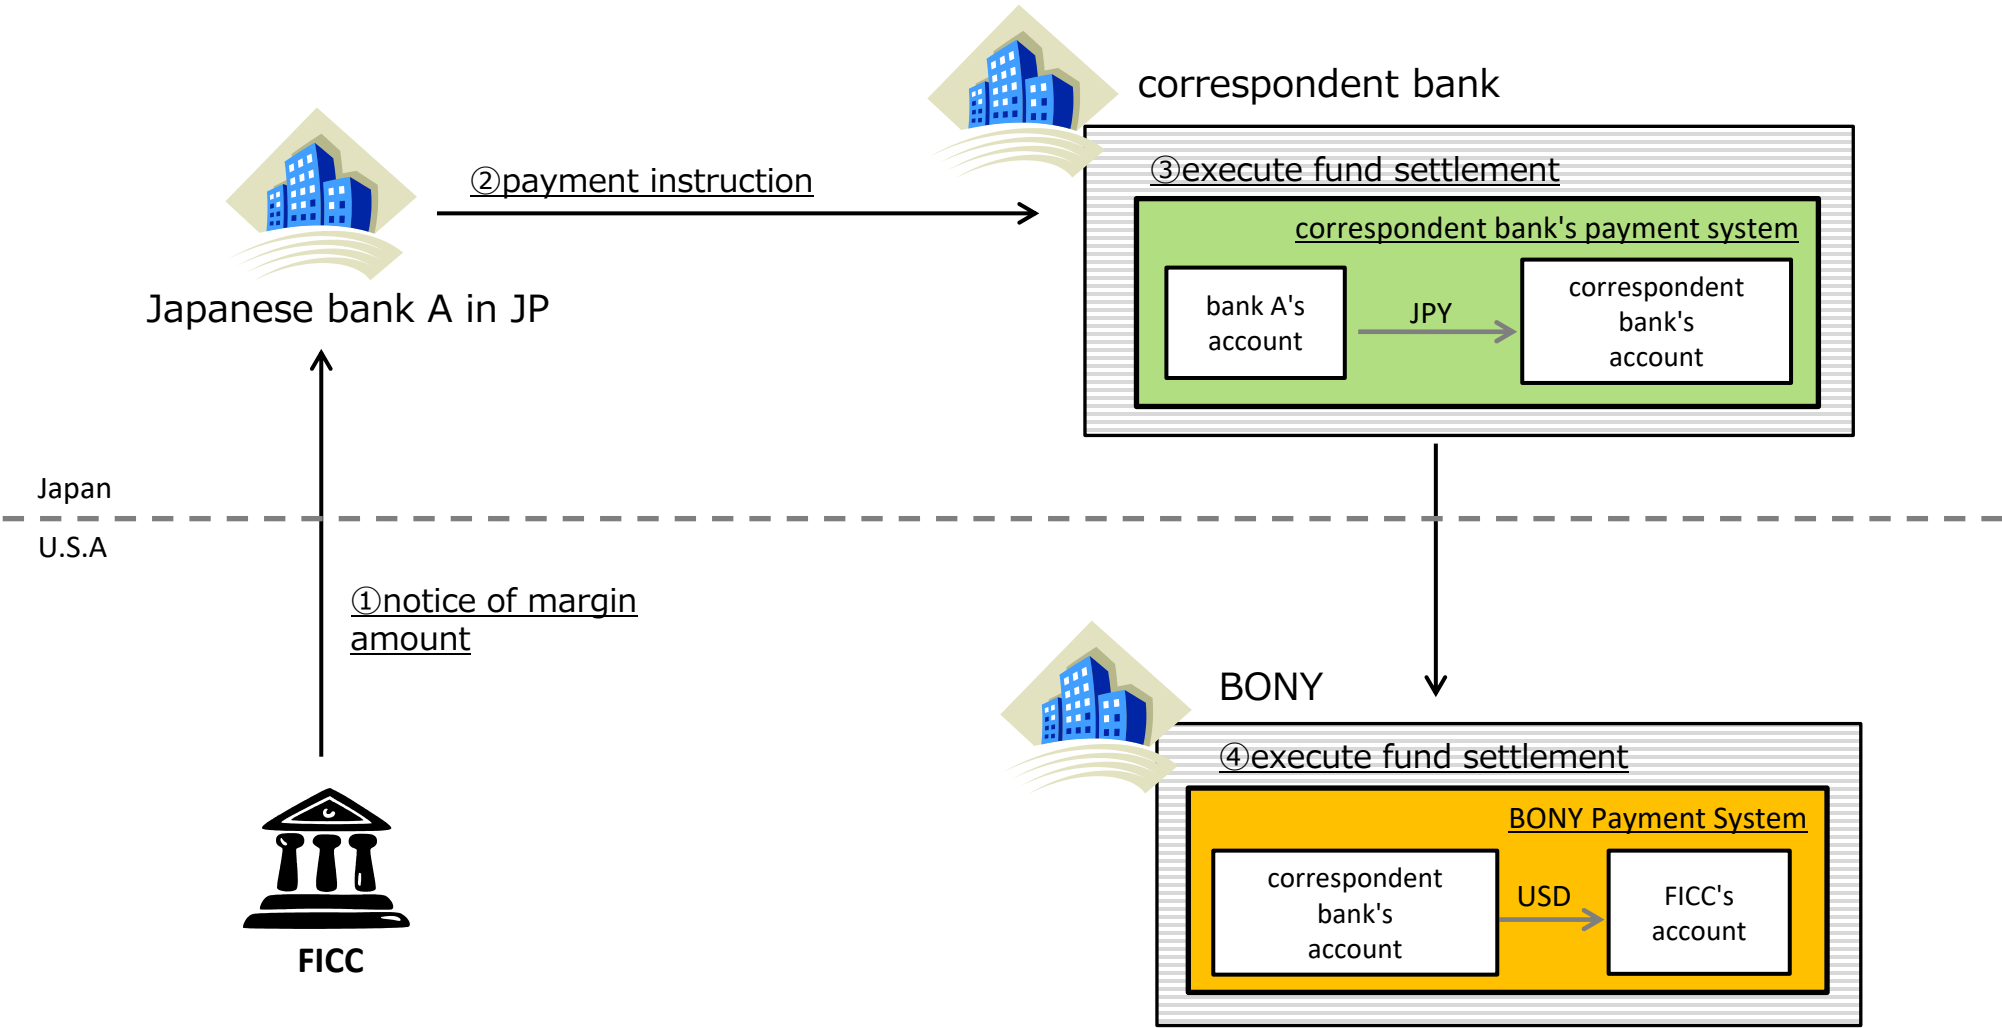 correspondent bank
②payment instruction
③execute fund settlement
correspondent bank's payment system
bank A's
account
JPY
correspondent
bank's
account
Japanese bank A in JP
Japan
U.S.A
①notice of margin
amount
BONY
④execute fund settlement
BONY Payment System
correspondent
bank's
account
USD
FICC's
account
FICC